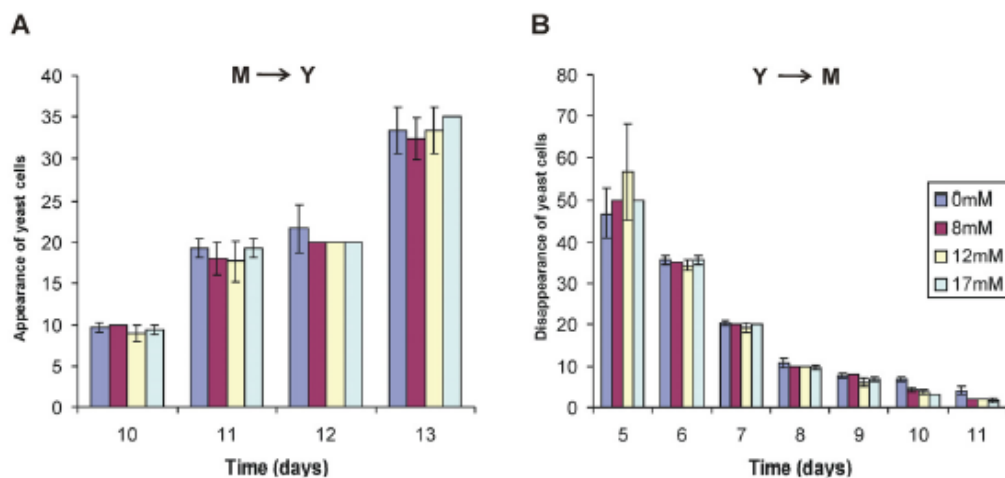 A
M → Y
Appearance of yeast cells
40
35
30
25
20
15
10
5
0
10 11 12 13
Time (days)
B
Y → M
Disappearance of yeast cells
80
70
60
50
40
30
20
10
0
5 6 7 8 9 10 11
Time (days)
0mM
8mM
12mM
17mM